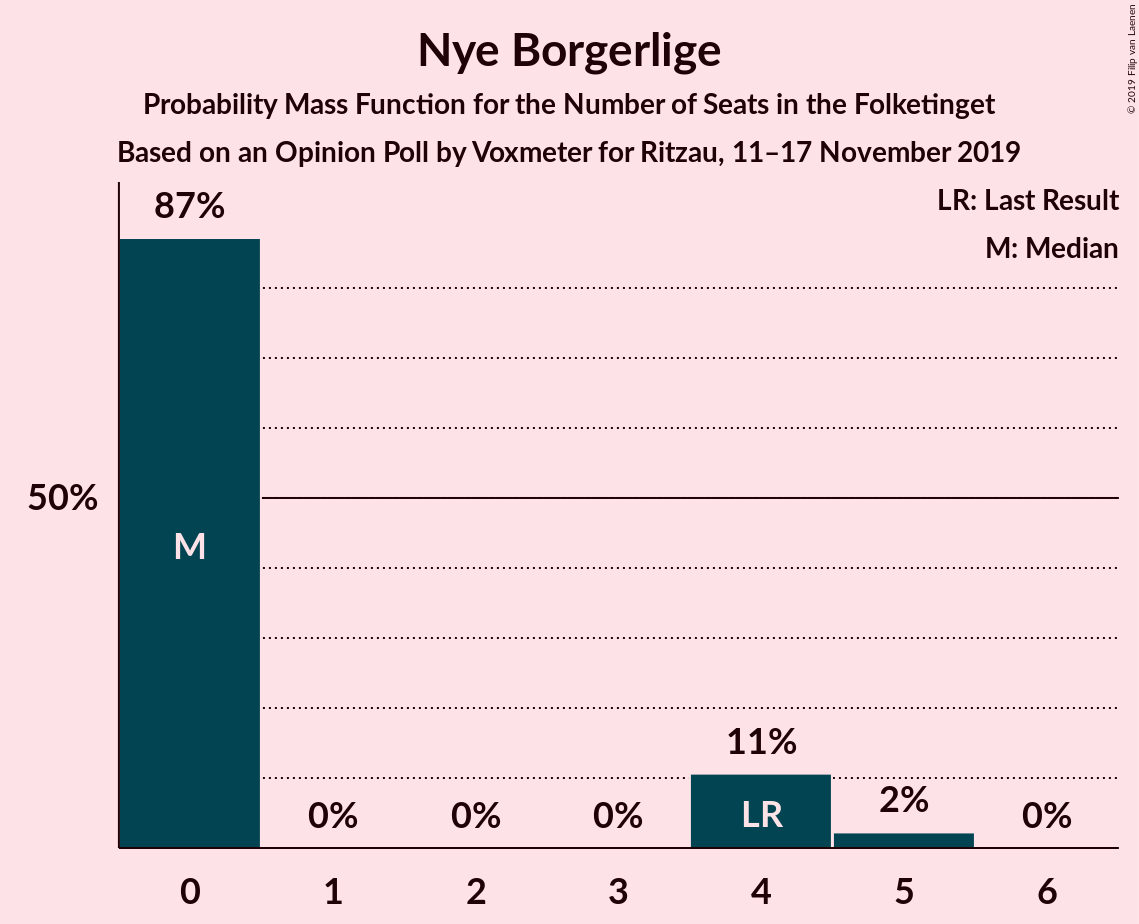 Nye Borgerlige
Probability Mass Function for the Number of Seats in the Folketinget
Based on an Opinion Poll by Voxmeter for Ritzau, 11–17 November 2019
© 2019 Filip van Laenen
LR: Last Result
M: Median
87%
50%
M
11%
LR
2%
0%
0%
0%
0%
0 1 2 3 4 5 6